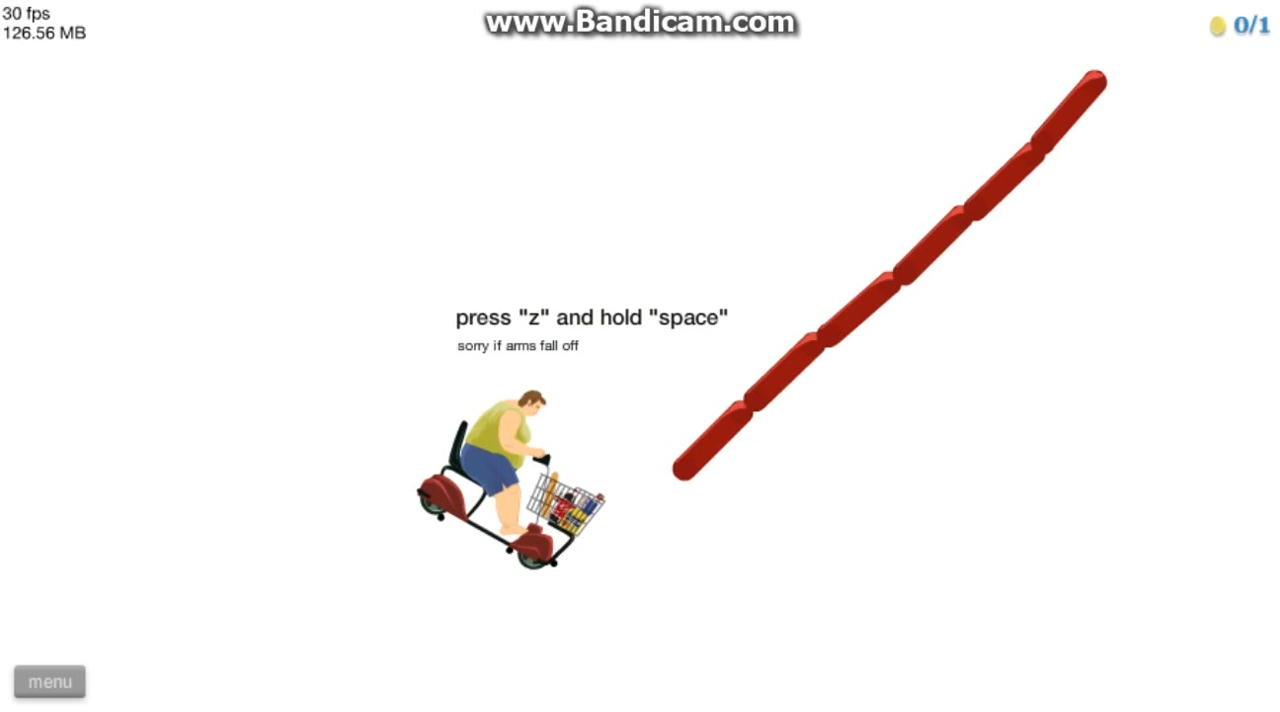 30 fps
126.56 MB
www.Bandicam.com
0/1
press "z" and hold "space"
sorry if arms fall off
menu